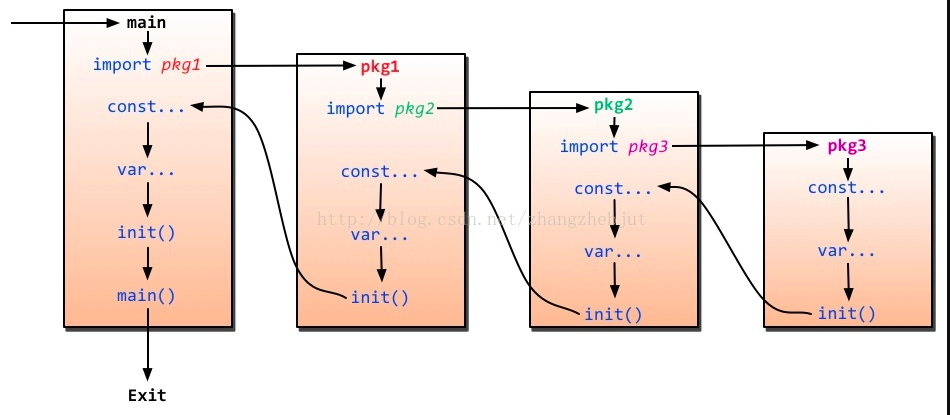 main
import pkg1
const...
var...
init()
main()
Exit
pkg1
import pkg2
const...
var...
init()
pkg2
import pkg3
const...
var...
init()
pkg3
const...
var...
init()
http://blog.csdn.net/zhangzhebjut